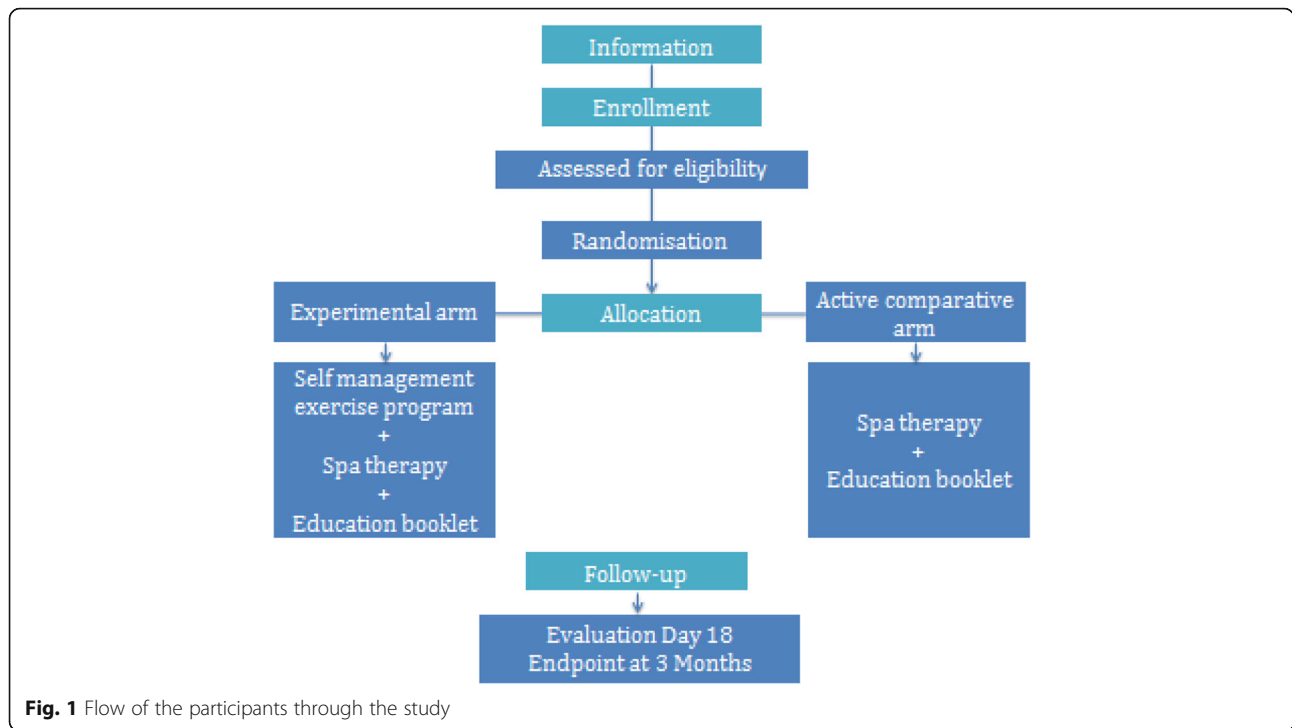 Information
Enrollment
Assessed for eligibility
Randomisation
Experimental arm
Allocation
Active comparative
arm
Self management
exercise program
+
Spa therapy
+
Education booklet
Spa therapy
+
Education booklet
Follow-up
Evaluation Day 18
Endpoint at 3 Months
Fig. 1 Flow of the participants through the study